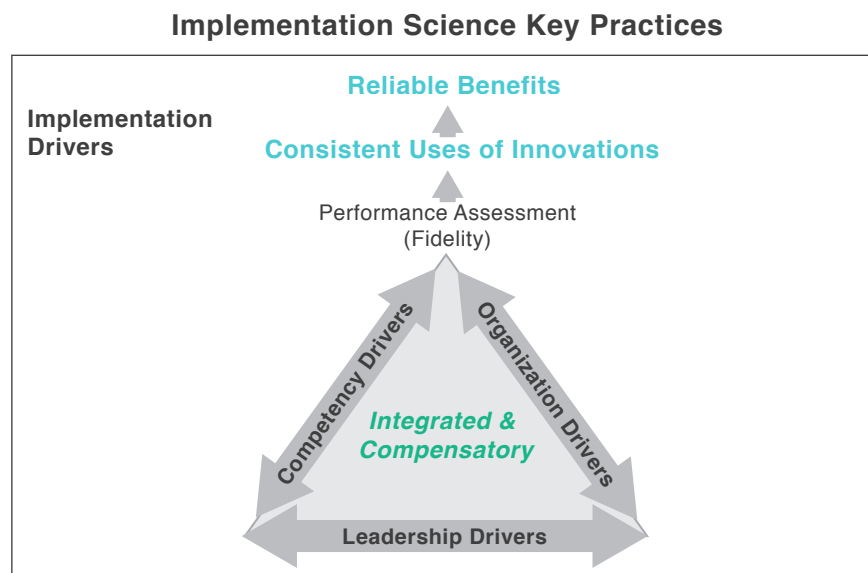 Implementation Science Key Practices
Implementation
Drivers
Reliable Benefits
Consistent Uses of Innovations
Performance Assessment
(Fidelity)
Competency Drivers
Organization Drivers
Integrated &
Compensatory
Leadership Drivers